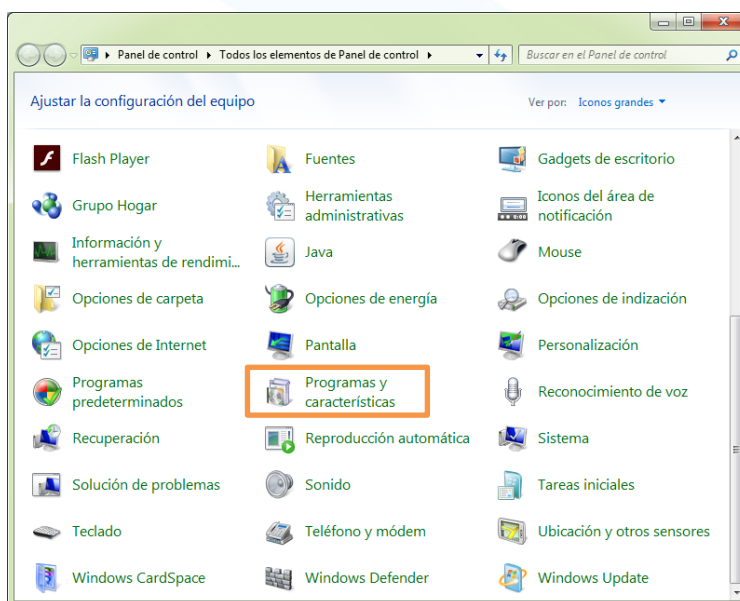 Panel de control ▸ Todos los elementos de Panel de control ▸
Buscar en el Panel de control
Ajustar la configuración del equipo
Ver por: Iconos grandes
Flash Player
Fuentes
Gadgets de escritorio
Grupo Hogar
Herramientas
administrativas
Iconos del área de
notificación
Información y
herramientas de rendimi...
Java
Mouse
Opciones de carpeta
Opciones de energía
Opciones de indización
Opciones de Internet
Pantalla
Personalización
Programas
predeterminados
Programas y
características
Reconocimiento de voz
Recuperación
Reproducción automática
Sistema
Solución de problemas
Sonido
Tareas iniciales
Teclado
Teléfono y módem
Ubicación y otros sensores
Windows CardSpace
Windows Defender
Windows Update